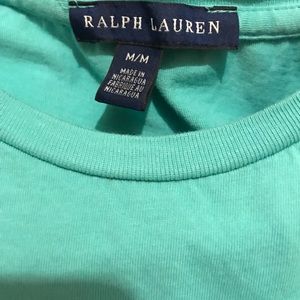 RALPH LAUREN
M/M
MADE IN
NICARAGUA
FABRIQUÉ AU
NICARAGUA